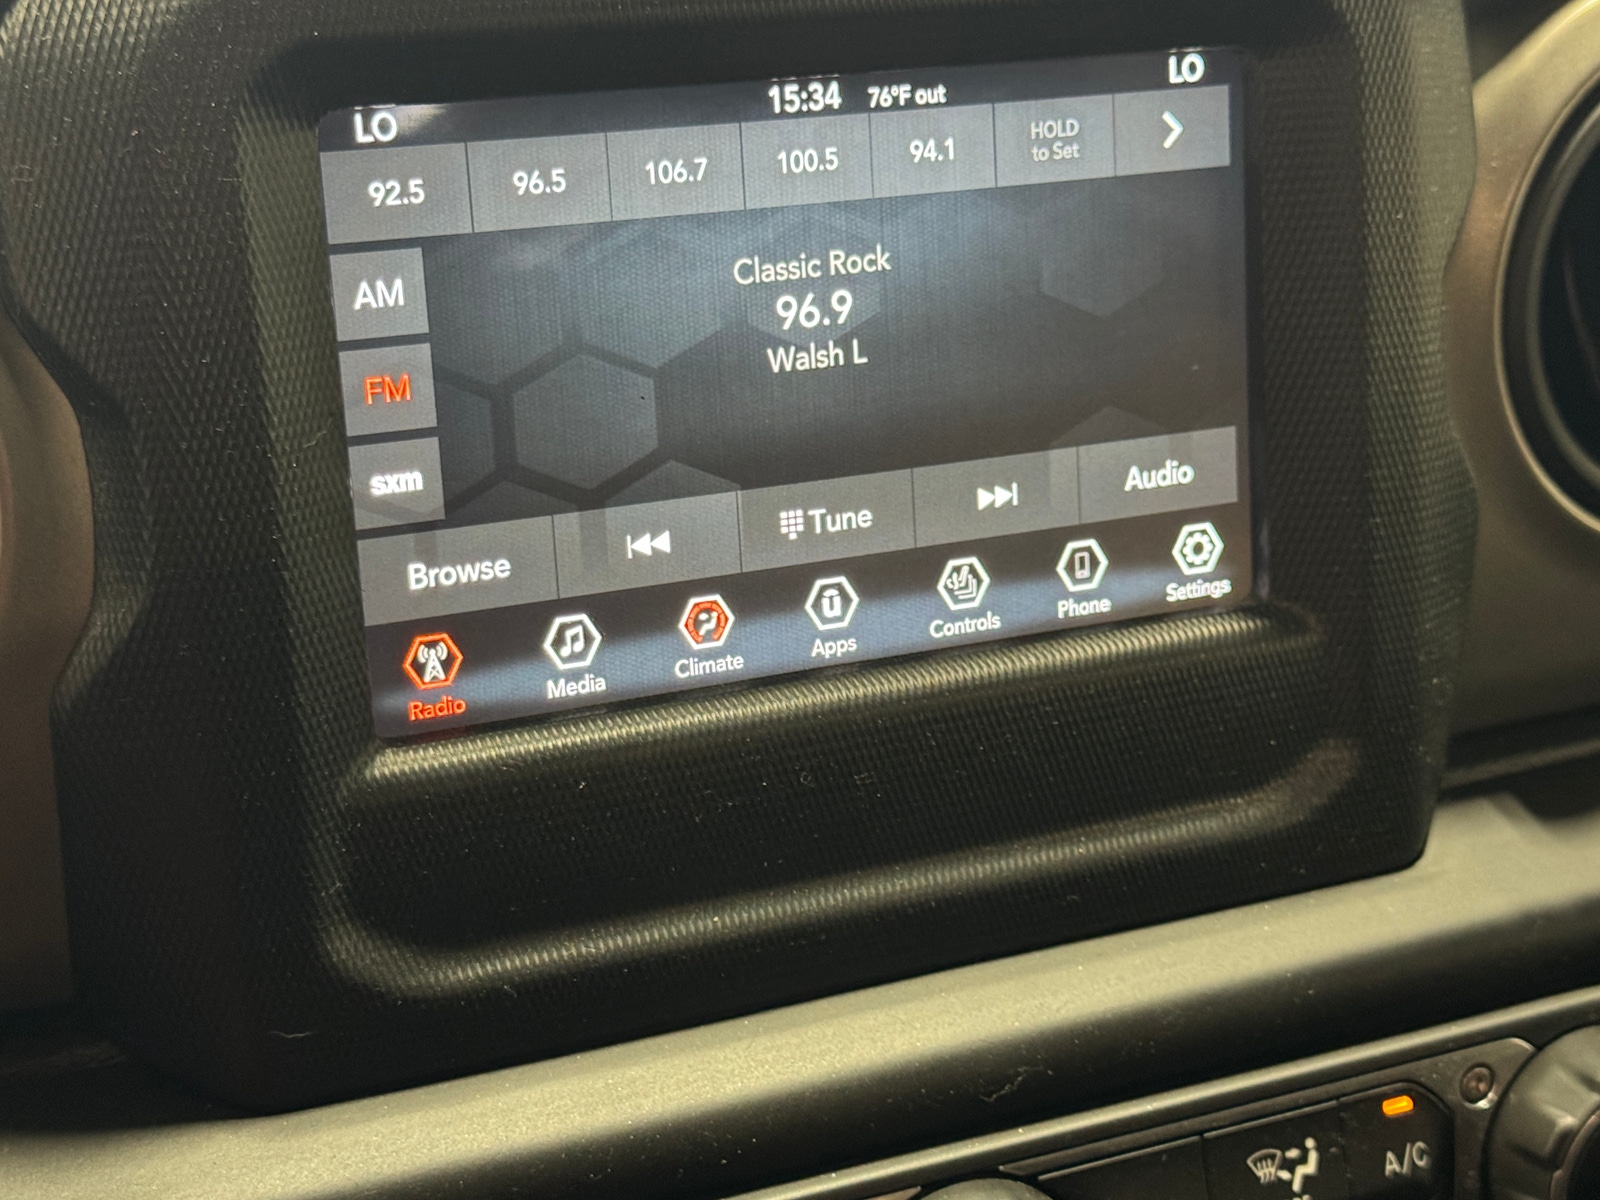 LO 15:34 76°F out LO
92.5 96.5 106.7 100.5 94.1 HOLD
to Set
AM
Classic Rock
96.9
Walsh L
FM
sxm
Browse Tune Audio
Radio Media Climate Apps Controls Phone Settings
A/C